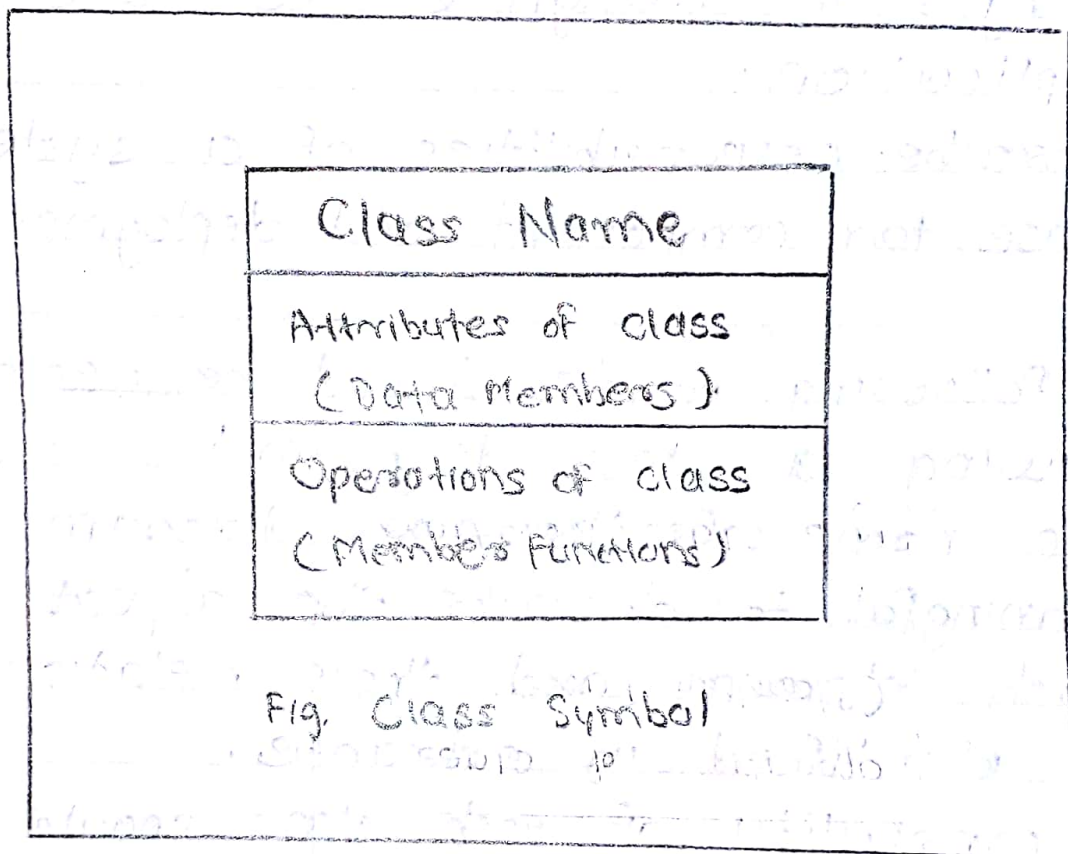 Class Name
Attributes of class
(Data Members)
Operations of class
(Member Functions)
Fig. Class Symbol